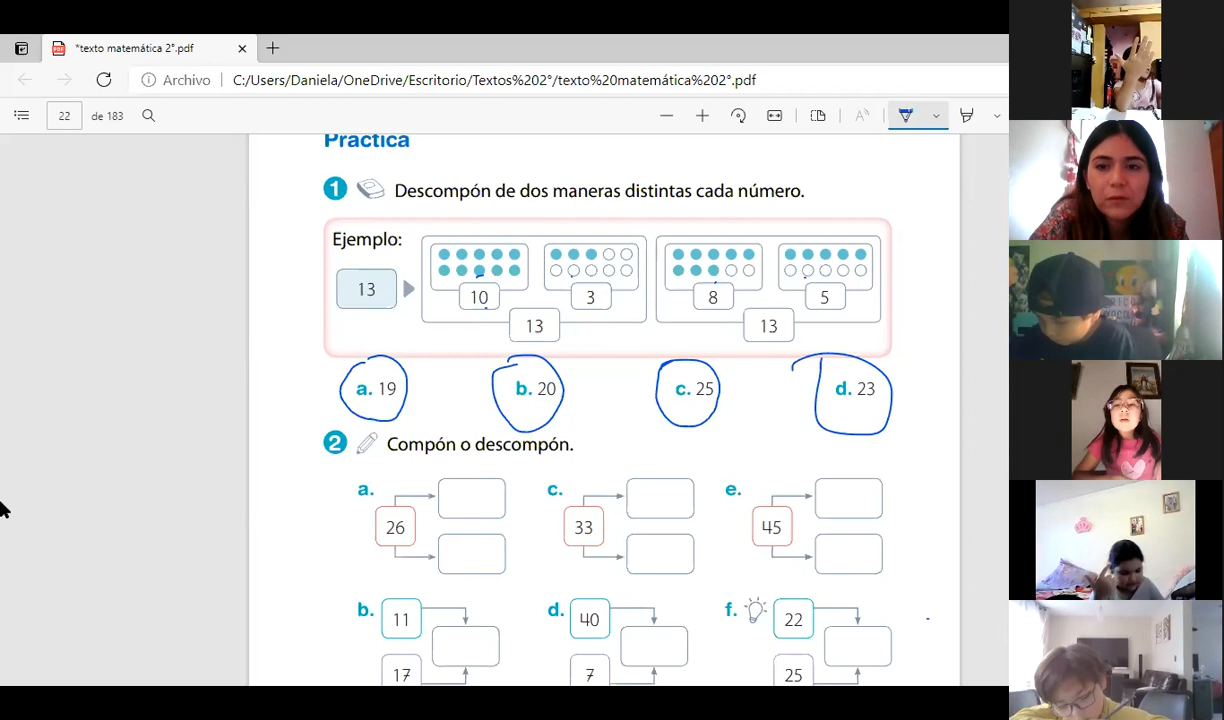 *texto matemática 2°.pdf
Archivo
C:/Users/Daniela/OneDrive/Escritorio/Textos%202°/texto%20matemática%202°.pdf
22
de 183
Practica
1 Descompón de dos maneras distintas cada número.
Ejemplo:
13
10 3 8 5
13 13
a. 19 b. 20 c. 25 d. 23
2 Compón o descompón.
a. c. e.
26 33 45
b. 11 d. 40 f. 22
17 7 25